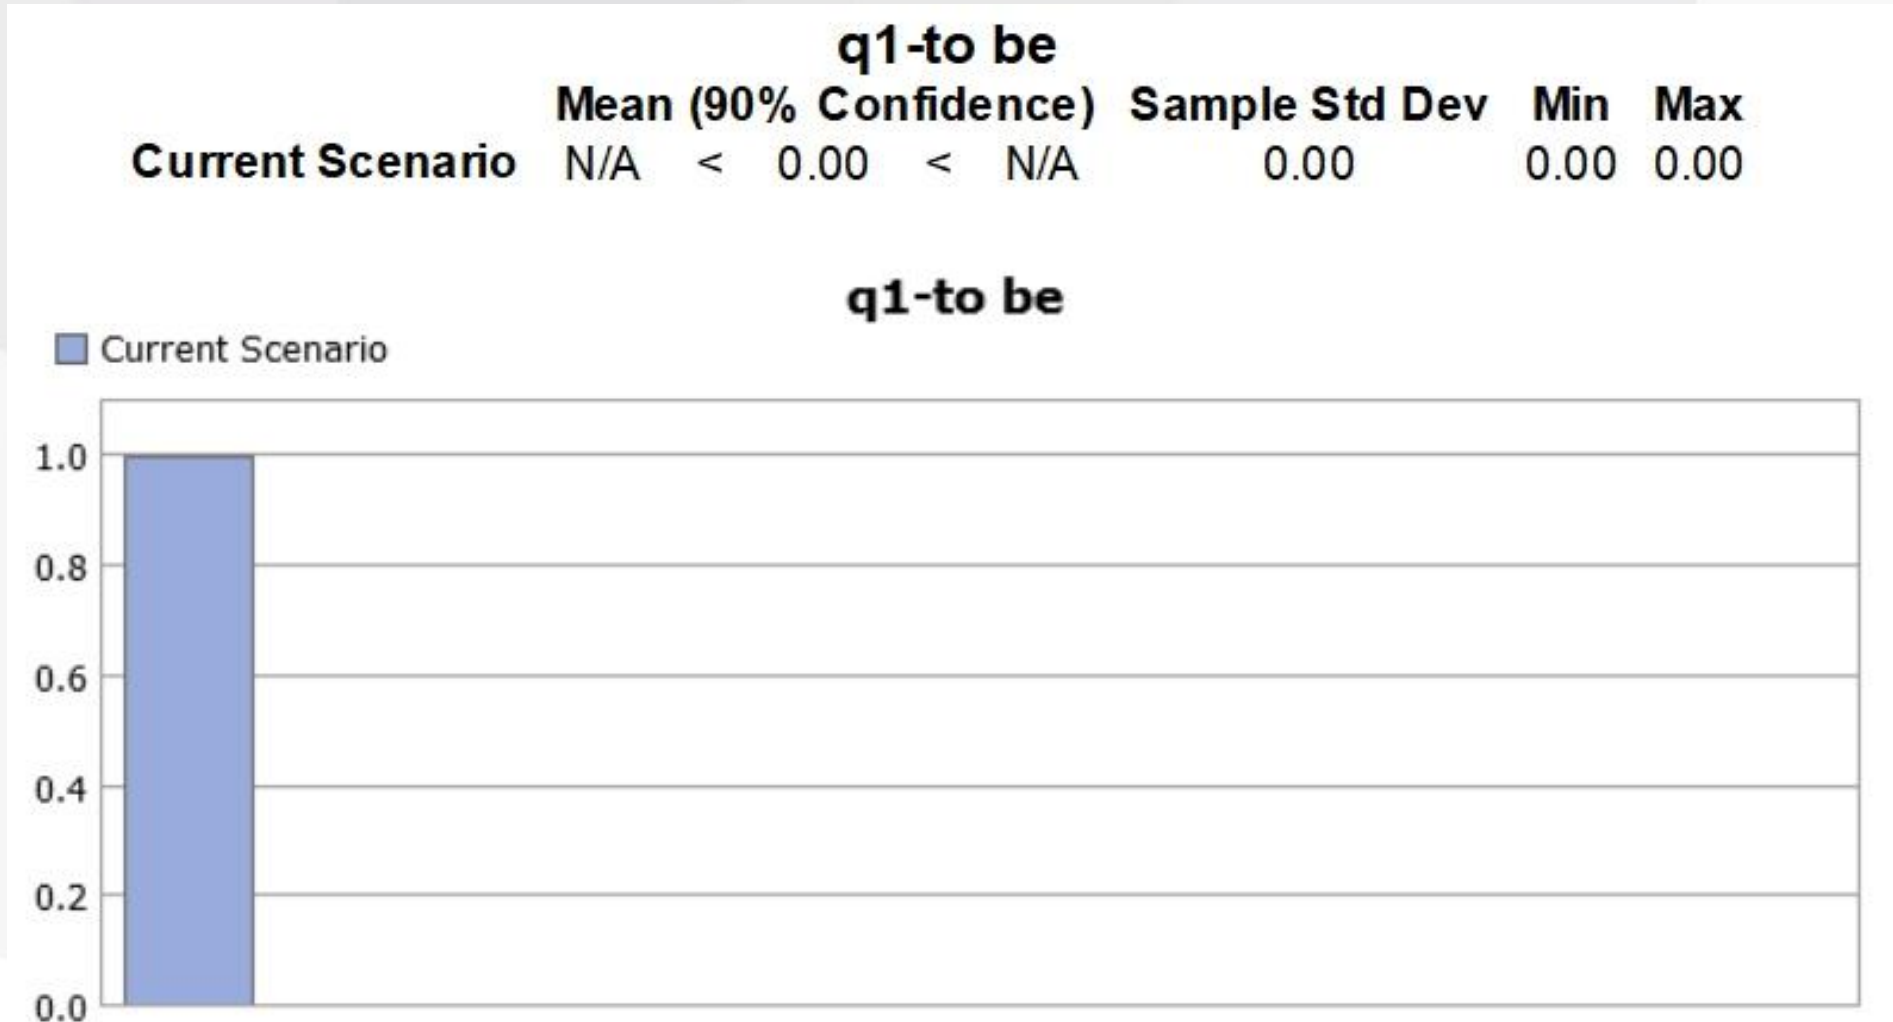 q1-to be
Mean (90% Confidence) Sample Std Dev Min Max
Current Scenario N/A < 0.00 < N/A 0.00 0.00 0.00
q1-to be
Current Scenario
1.0
0.8
0.6
0.4
0.2
0.0